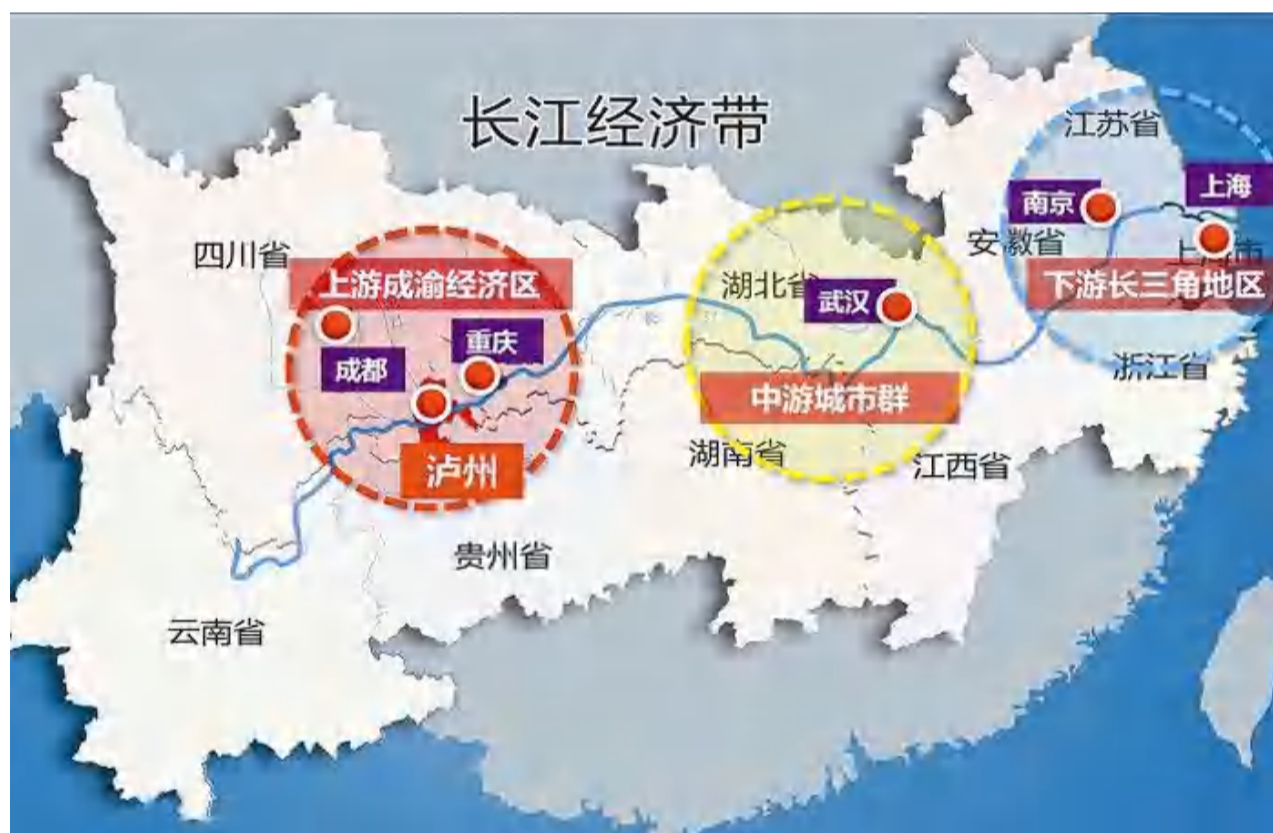 长江经济带
江苏省
上海
南京
四川省
安徽省
上海市
上游成渝经济区
湖北省
下游长三角地区
武汉
重庆
成都
浙江省
中游城市群
湖南省
江西省
泸州
贵州省
云南省